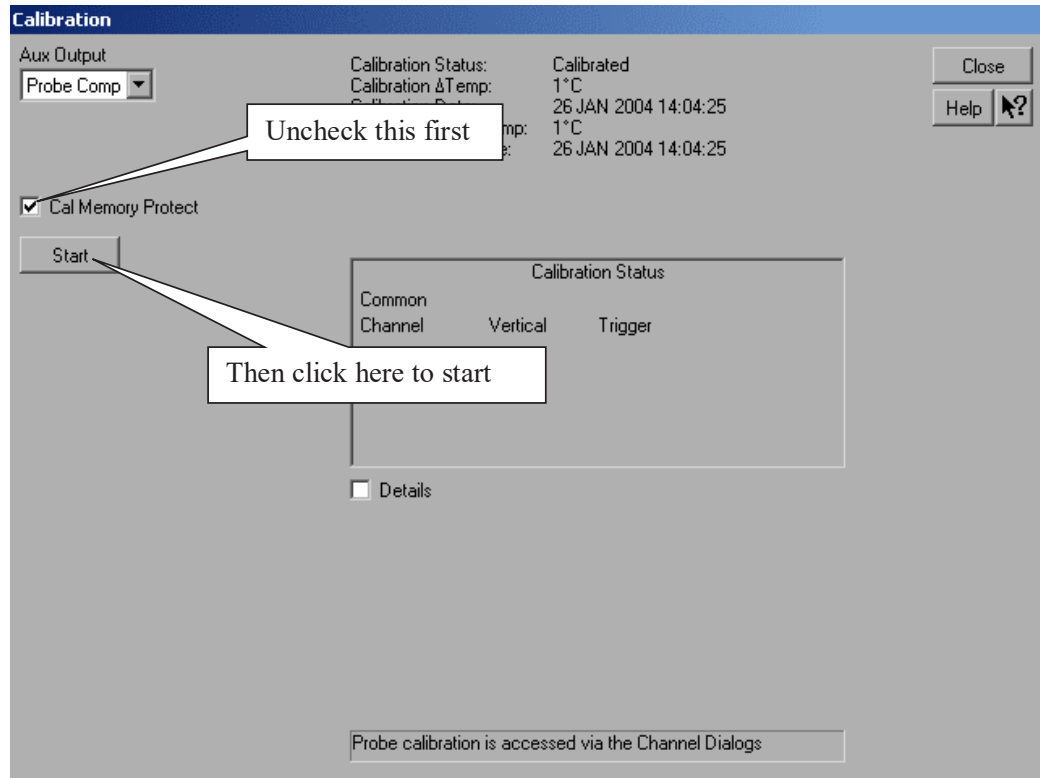 Calibration
Aux Output
Probe Comp
Calibration Status: Calibrated
Calibration ΔTemp: 1°C
26 JAN 2004 14:04:25
1°C
26 JAN 2004 14:04:25
Close
Help
Uncheck this first
Cal Memory Protect
Start
Calibration Status
Common
Channel Vertical Trigger
Then click here to start
Details
Probe calibration is accessed via the Channel Dialogs